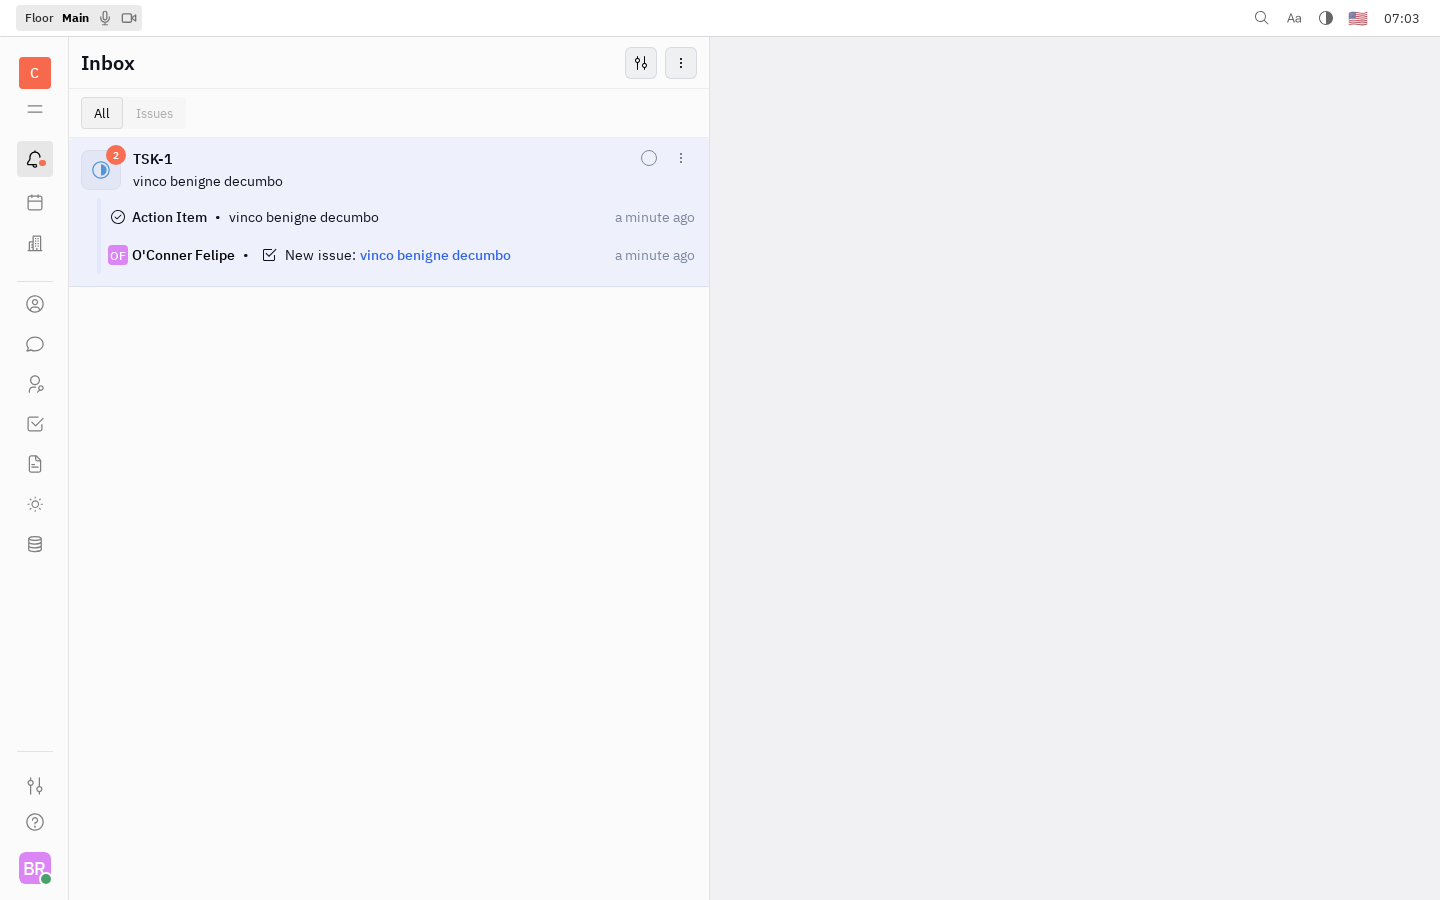 Floor Main
Aa
07:03
C
Inbox
All Issues
2
TSK-1
vinco benigne decumbo
Action Item • vinco benigne decumbo a minute ago
OF O'Conner Felipe • New issue: vinco benigne decumbo a minute ago
BR